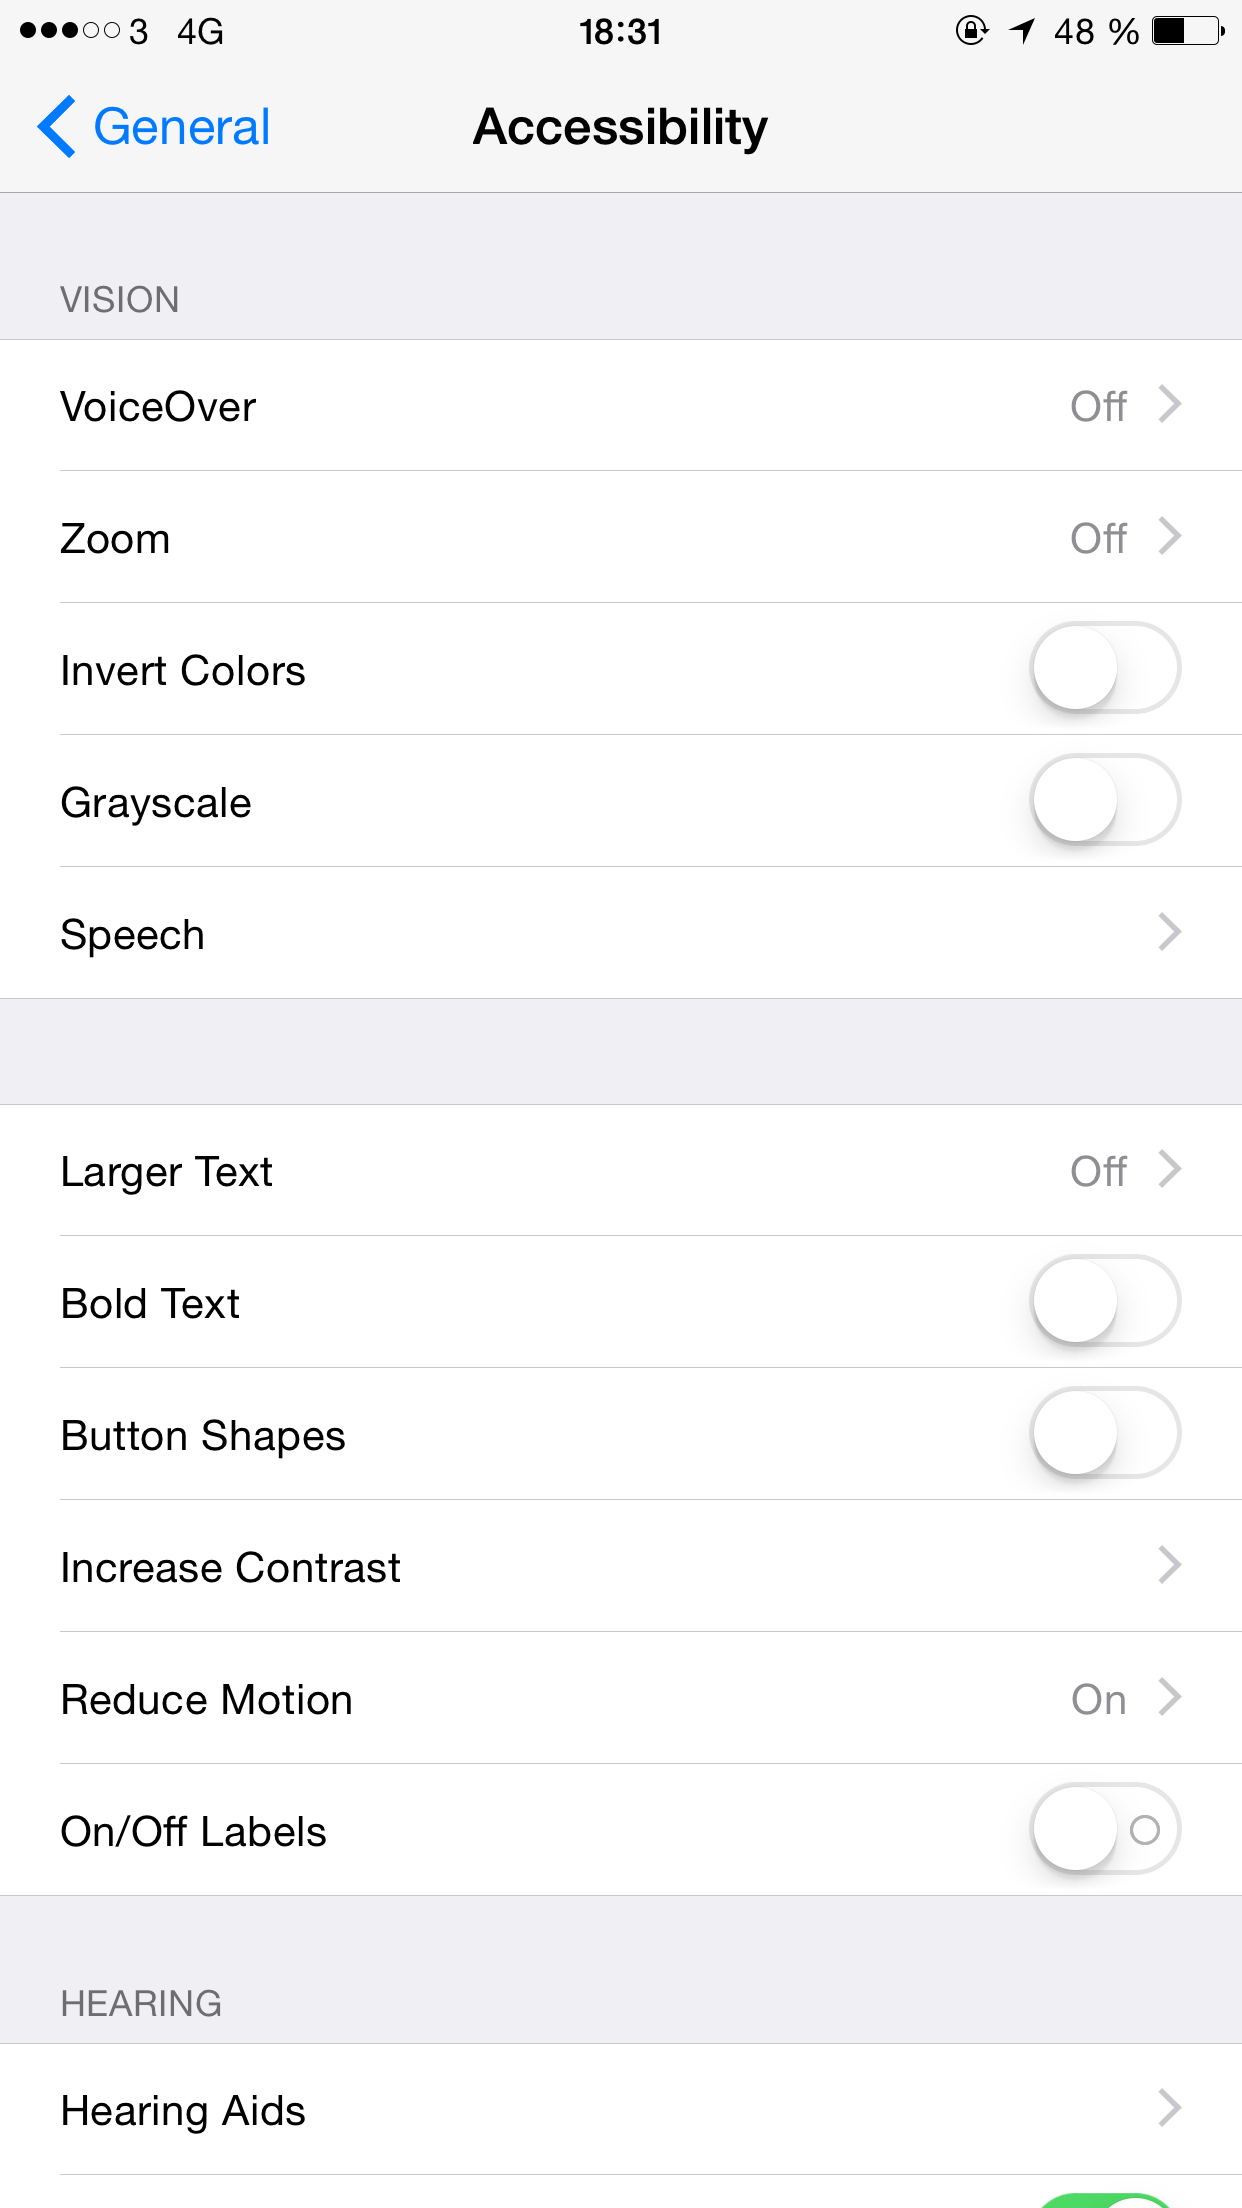 3 4G 18:31 48 %
General Accessibility
VISION
VoiceOver Off
Zoom Off
Invert Colors
Grayscale
Speech
Larger Text Off
Bold Text
Button Shapes
Increase Contrast
Reduce Motion On
On/Off Labels
HEARING
Hearing Aids